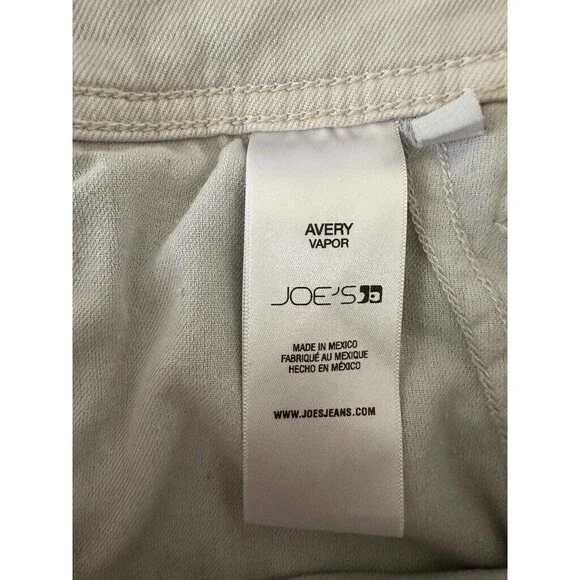 AVERY
VAPOR
JOE'S
MADE IN MEXICO
FABRIQUÉ AU MEXIQUE
HECHO EN MÉXICO
WWW.JOESJEANS.COM